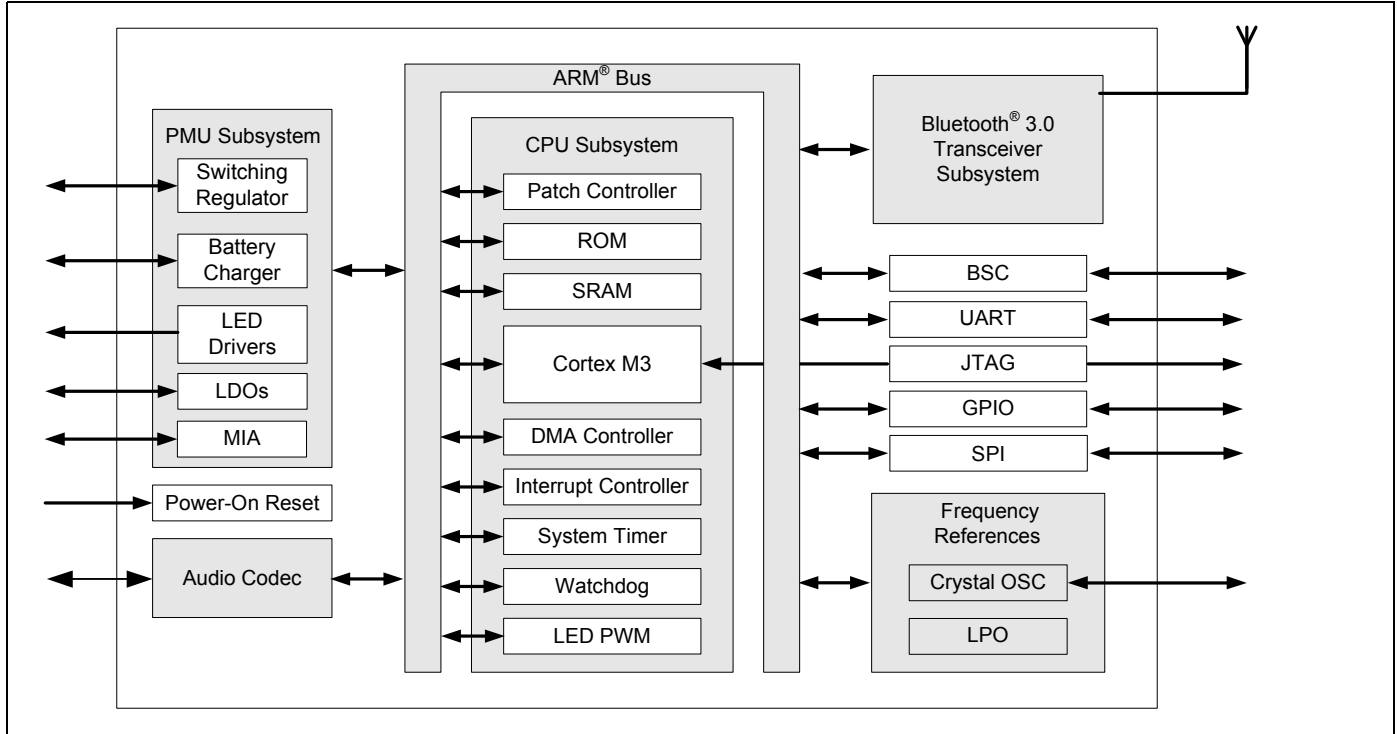 ARM® Bus
PMU Subsystem
Switching
Regulator
Battery
Charger
LED
Drivers
LDOs
MIA
Power-On Reset
Audio Codec
CPU Subsystem
Patch Controller
ROM
SRAM
Cortex M3
DMA Controller
Interrupt Controller
System Timer
Watchdog
LED PWM
Bluetooth® 3.0
Transceiver
Subsystem
BSC
UART
JTAG
GPIO
SPI
Frequency
References
Crystal OSC
LPO